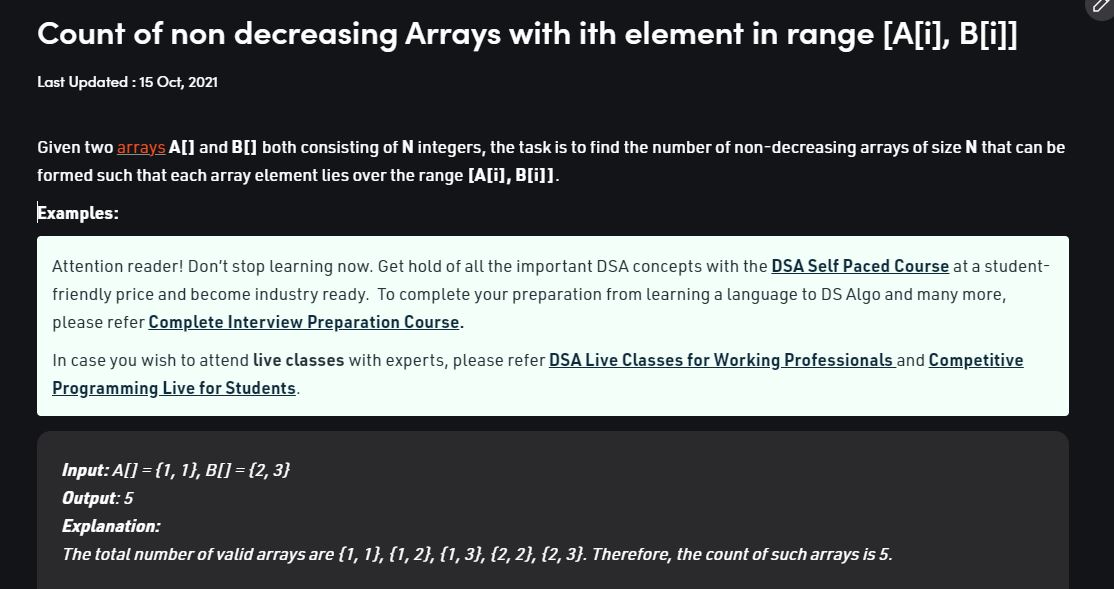 Count of non decreasing Arrays with ith element in range [A[i], B[i]]
Last Updated : 15 Oct, 2021
Given two arrays A[] and B[] both consisting of N integers, the task is to find the number of non-decreasing arrays of size N that can be
formed such that each array element lies over the range [A[i], B[i]].
Examples:
Attention reader! Don't stop learning now. Get hold of all the important DSA concepts with the DSA Self Paced Course at a student-
friendly price and become industry ready.  To complete your preparation from learning a language to DS Algo and many more,
please refer Complete Interview Preparation Course.
In case you wish to attend live classes with experts, please refer DSA Live Classes for Working Professionals and Competitive
Programming Live for Students.
Input: A[] = {1, 1}, B[] = {2, 3}
Output: 5
Explanation:
The total number of valid arrays are {1, 1}, {1, 2}, {1, 3}, {2, 2}, {2, 3}. Therefore, the count of such arrays is 5.